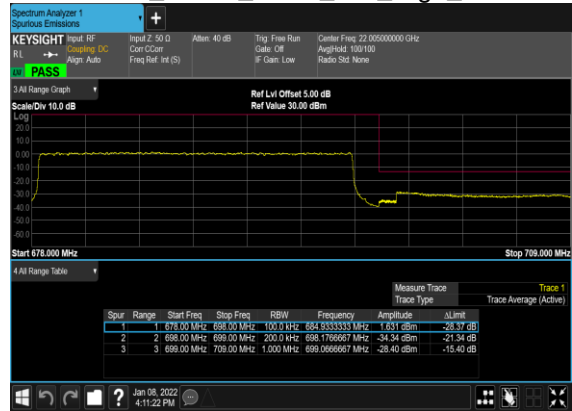 Spectrum Analyzer 1
Spurious Emissions
KEYSIGHT Input: RF Input Z: 50 Ω Atten: 40 dB Trig: Free Run Center Freq: 22.005000000 GHz
RL Coupling: DC Corr CCorr Gate: Off Avg|Hold: 100/100
Align: Auto Freq Ref: Int (S) IF Gain: Low Radio Std: None
PASS
3 All Range Graph
Ref Lvl Offset 5.00 dB
Scale/Div 10.0 dB Ref Value 30.00 dBm
Log
20.0
10.0
0.00
-10.0
-20.0
-30.0
-40.0
-50.0
-60.0
Start 678.000 MHz Stop 709.000 MHz
4 All Range Table
Measure Trace Trace 1
Trace Type Trace Average (Active)
Spur Range Start Freq Stop Freq RBW Frequency Amplitude ΔLimit
1 1 678.00 MHz 698.00 MHz 100.0 kHz 684.9333333 MHz 1.631 dBm -28.37 dB
2 2 698.00 MHz 699.00 MHz 200.0 kHz 698.1766667 MHz -34.34 dBm -21.34 dB
3 3 699.00 MHz 709.00 MHz 1.000 MHz 699.0666667 MHz -28.40 dBm -15.40 dB
Jan 08, 2022
4:11:22 PM